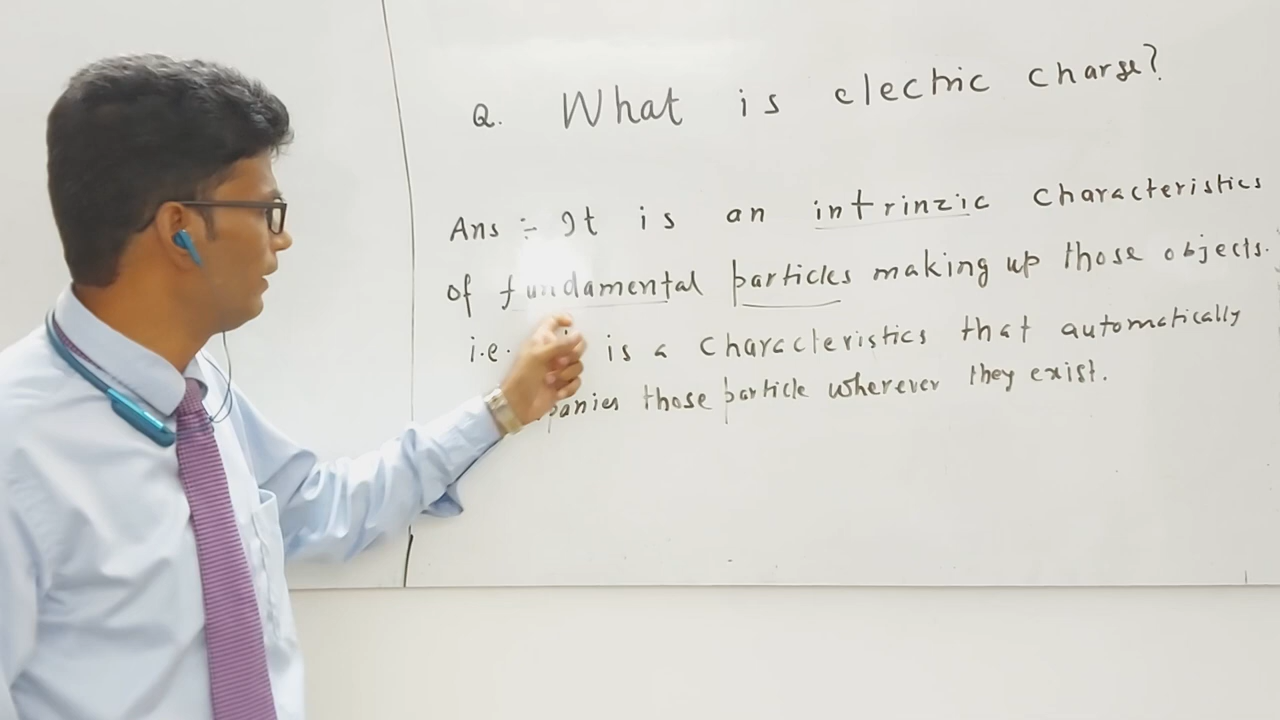 Q. What is electric charge?
Ans :- It is an intrinzic characteristics
of fundamental particles making up those objects.
i.e. is a characteristics that automatically
those particle wherever they exist.